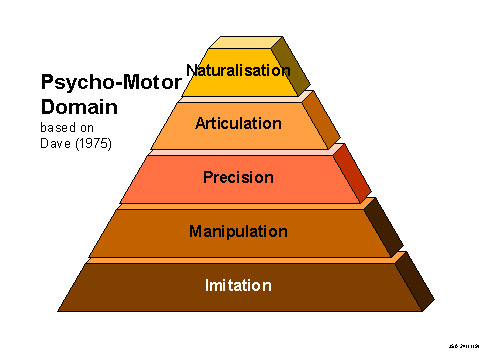 Psycho-Motor
Domain
based on
Dave (1975)
Naturalisation
Articulation
Precision
Manipulation
Imitation